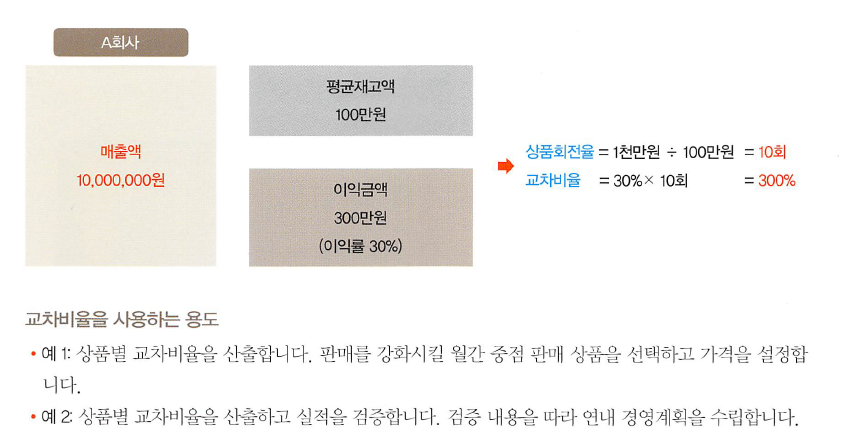 A회사
매출액
10,000,000원
평균재고액
100만원
이익금액
300만원
(이익률 30%)
상품회전율 = 1천만원 ÷ 100만원 = 10회
교차비율 = 30%× 10회 = 300%
교차비율을 사용하는 용도
• 예 1: 상품별 교차비율을 산출합니다. 판매를 강화시킬 월간 중점 판매 상품을 선택하고 가격을 설정합
니다.
• 예 2: 상품별 교차비율을 산출하고 실적을 검증합니다. 검증 내용을 따라 연내 경영계획을 수립합니다.